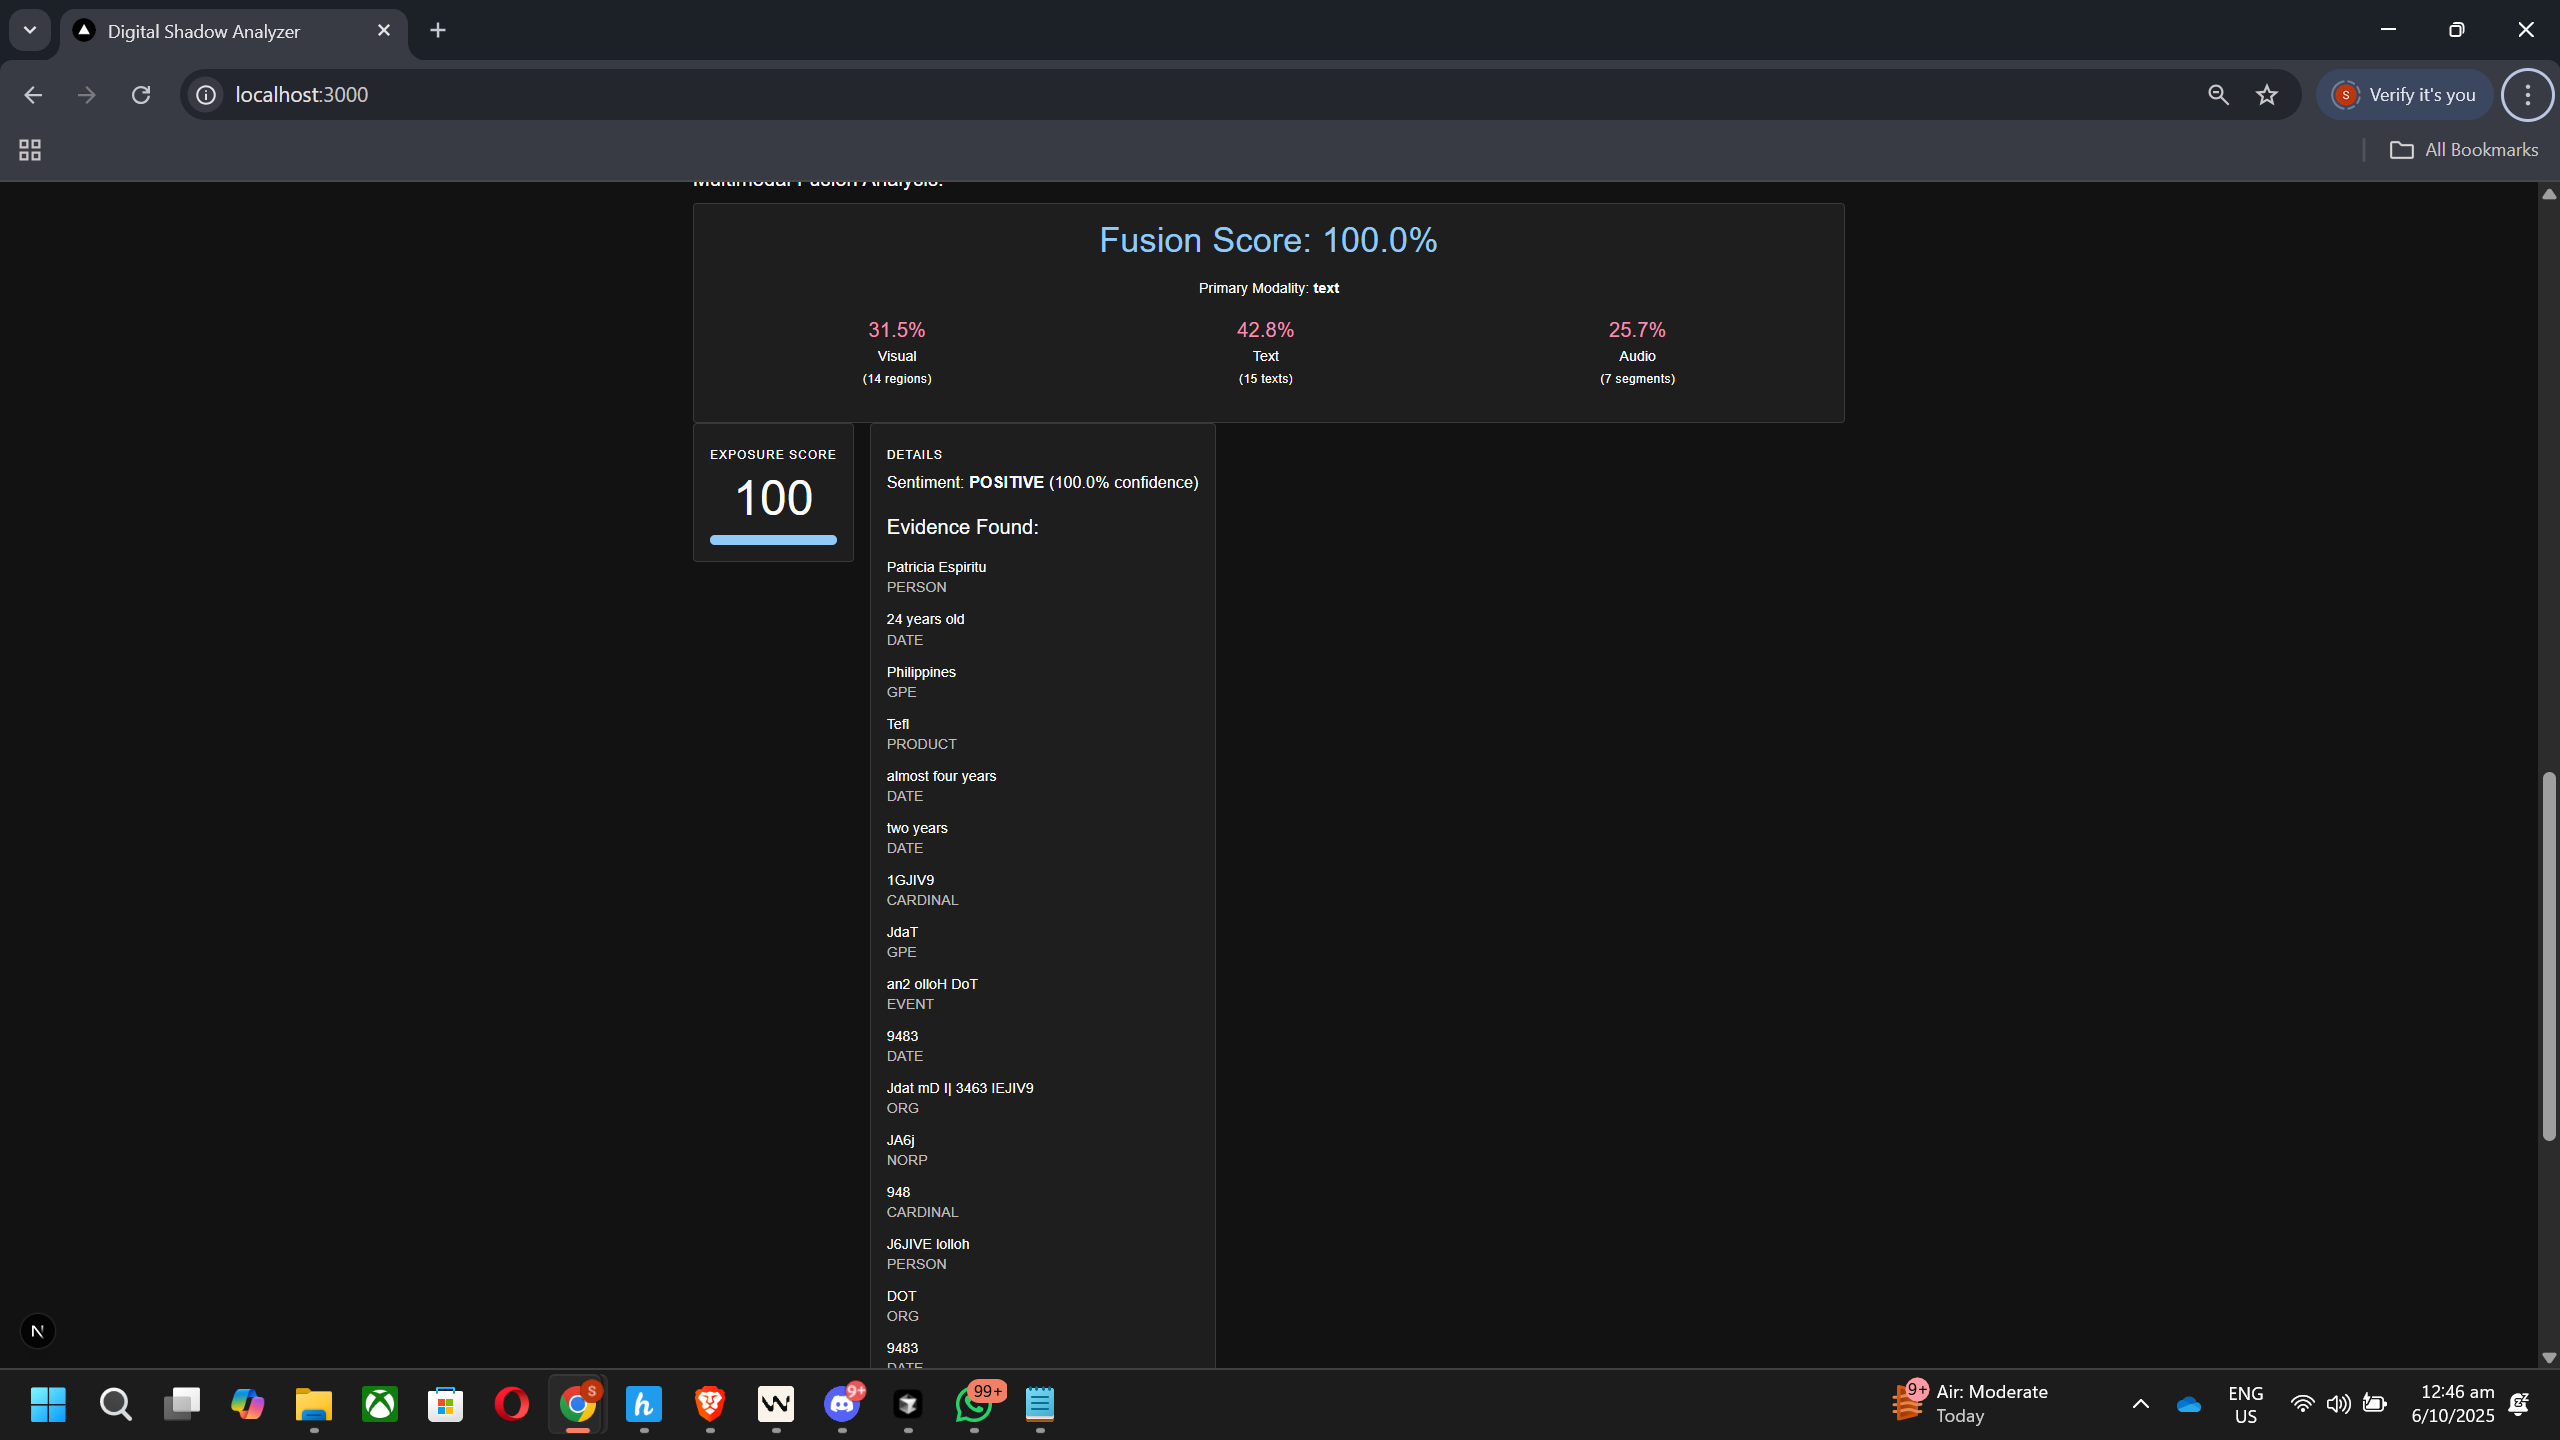 Digital Shadow Analyzer
localhost:3000
Verify it's you
All Bookmarks
Multimodal Fusion Analysis:
Fusion Score: 100.0%
Primary Modality: text
31.5%
Visual
(14 regions)
42.8%
Text
(15 texts)
25.7%
Audio
(7 segments)
EXPOSURE SCORE
100
DETAILS
Sentiment: POSITIVE (100.0% confidence)
Evidence Found:
Patricia Espiritu
PERSON
24 years old
DATE
Philippines
GPE
Tefl
PRODUCT
almost four years
DATE
two years
DATE
1GJIV9
CARDINAL
JdaT
GPE
an2 olloH DoT
EVENT
9483
DATE
Jdat mD I| 3463 IEJIV9
ORG
JA6j
NORP
948
CARDINAL
J6JIVE lolloh
PERSON
DOT
ORG
9483
DATE
N
S
9+
99+
9+
Air: Moderate
Today
ENG
US
12:46 am
6/10/2025